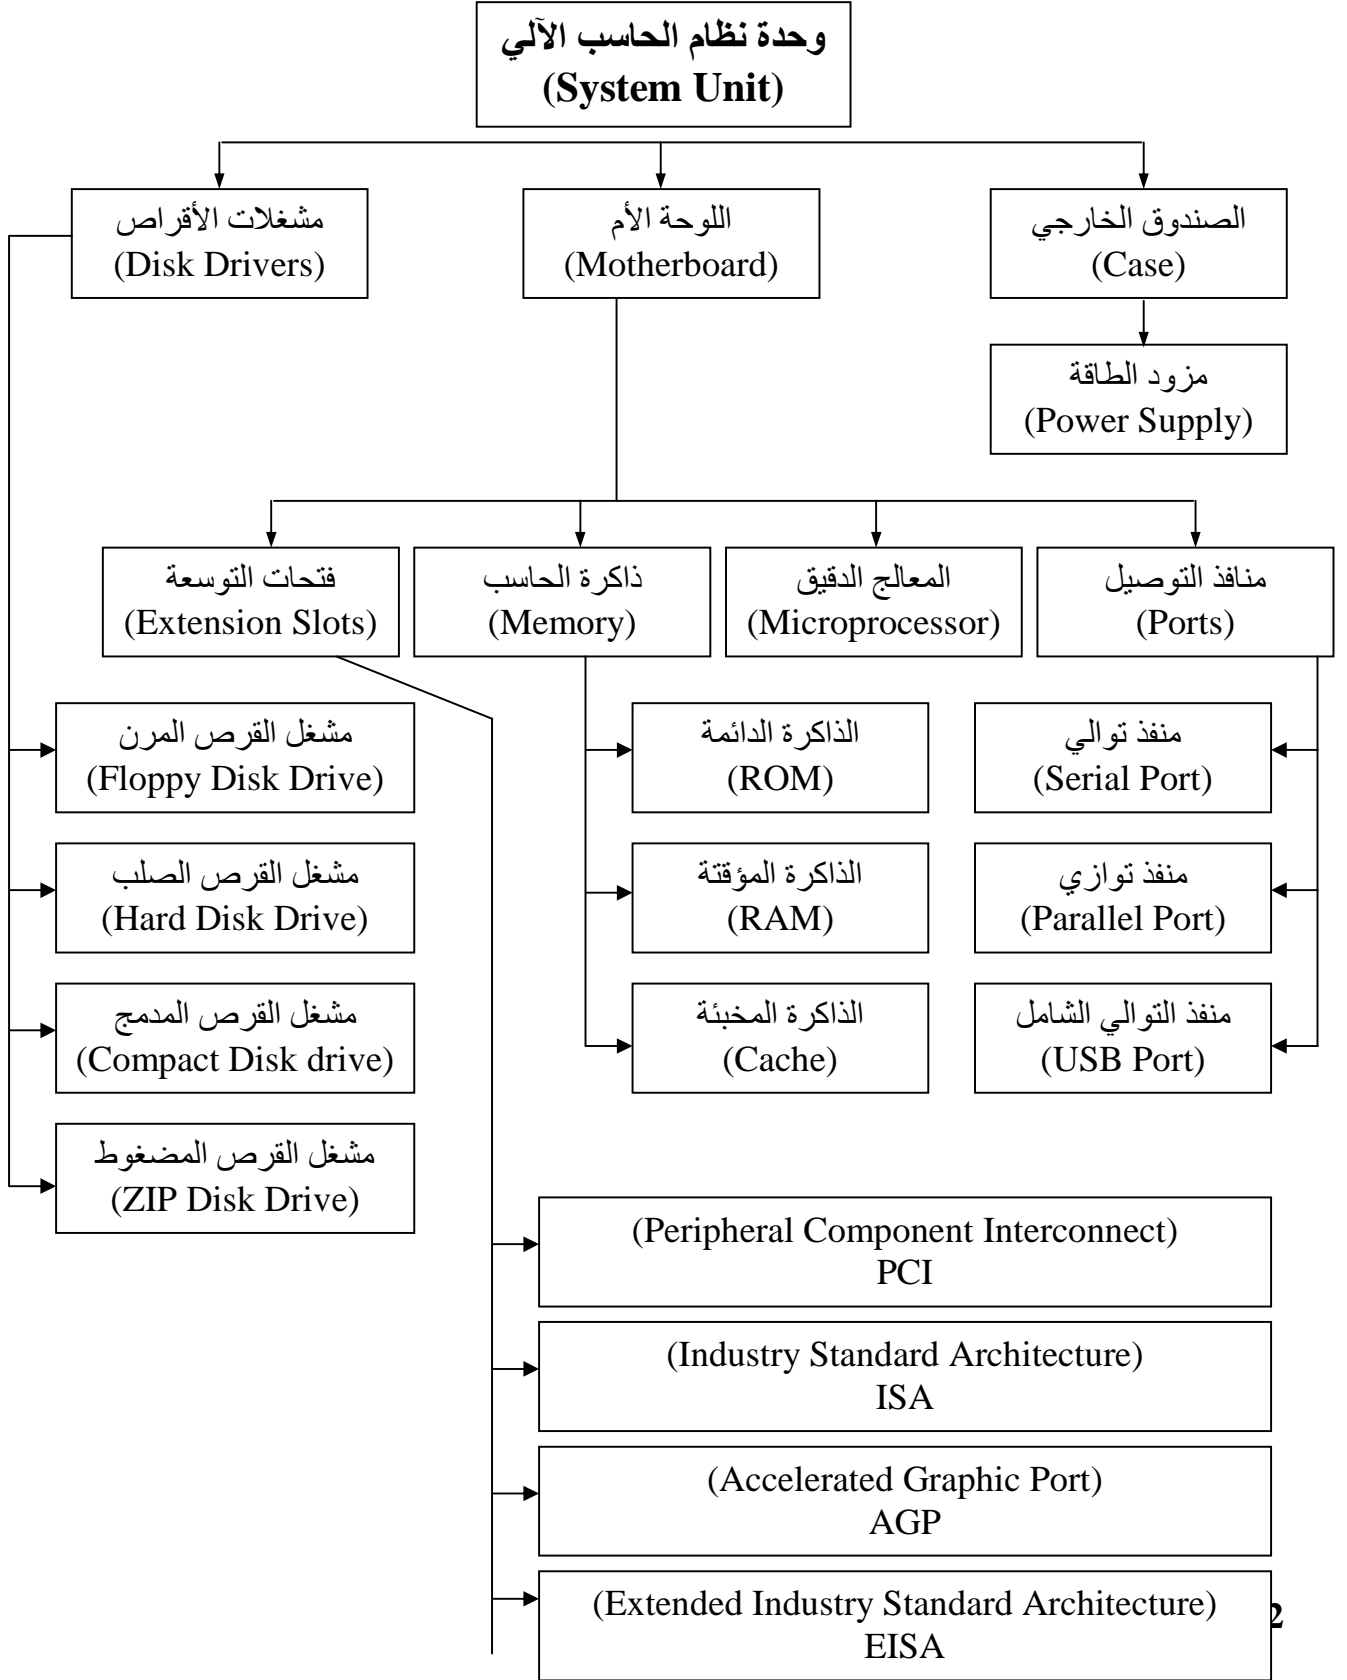 وحدة نظام الحاسب الآلي
(System Unit)
الصندوق الخارجي
(Case)
اللوحة الأم
(Motherboard)
مشغلات الأقراص
(Disk Drivers)
مزود الطاقة
(Power Supply)
منافذ التوصيل
(Ports)
المعالج الدقيق
(Microprocessor)
ذاكرة الحاسب
(Memory)
فتحات التوسعة
(Extension Slots)
منفذ توالي
(Serial Port)
الذاكرة الدائمة
(ROM)
مشغل القرص المرن
(Floppy Disk Drive)
منفذ توازي
(Parallel Port)
الذاكرة المؤقتة
(RAM)
مشغل القرص الصلب
(Hard Disk Drive)
منفذ التوالي الشامل
(USB Port)
الذاكرة المخبئة
(Cache)
مشغل القرص المدمج
(Compact Disk drive)
مشغل القرص المضغوط
(ZIP Disk Drive)
(Peripheral Component Interconnect)
PCI
(Industry Standard Architecture)
ISA
(Accelerated Graphic Port)
AGP
(Extended Industry Standard Architecture)
EISA
2